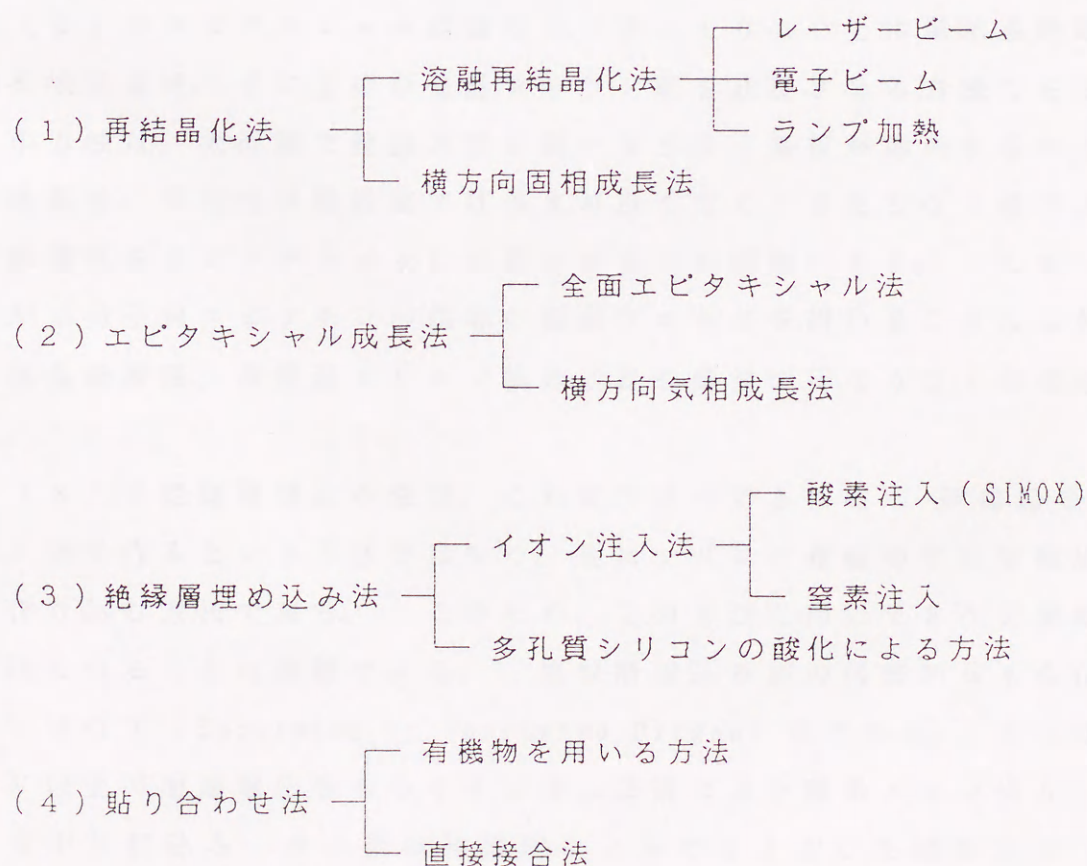 レーザービーム
溶融再結晶化法
電子ビーム
(1)再結晶化法
ランプ加熱
横方向固相成長法
全面エピタキシャル法
(2)エピタキシャル成長法
横方向気相成長法
酸素注入(SIMOX)
イオン注入法
(3)絶縁層埋め込み法
窒素注入
多孔質シリコンの酸化による方法
有機物を用いる方法
(4)貼り合わせ法
直接接合法